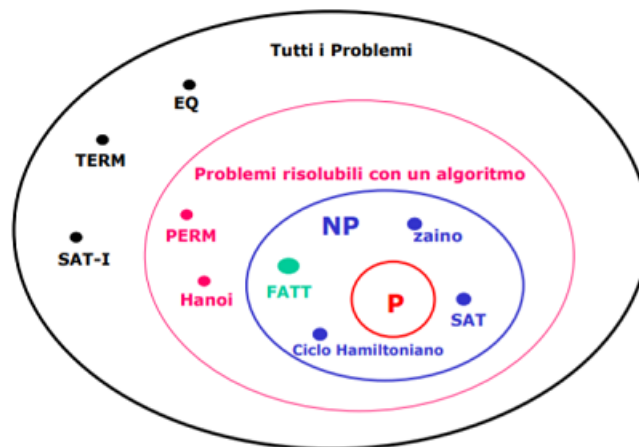 Tutti i Problemi
EQ
TERM
Problemi risolubili con un algoritmo
PERM
NP
zaino
SAT-I
Hanoi
FATT
P
SAT
Ciclo Hamiltoniano